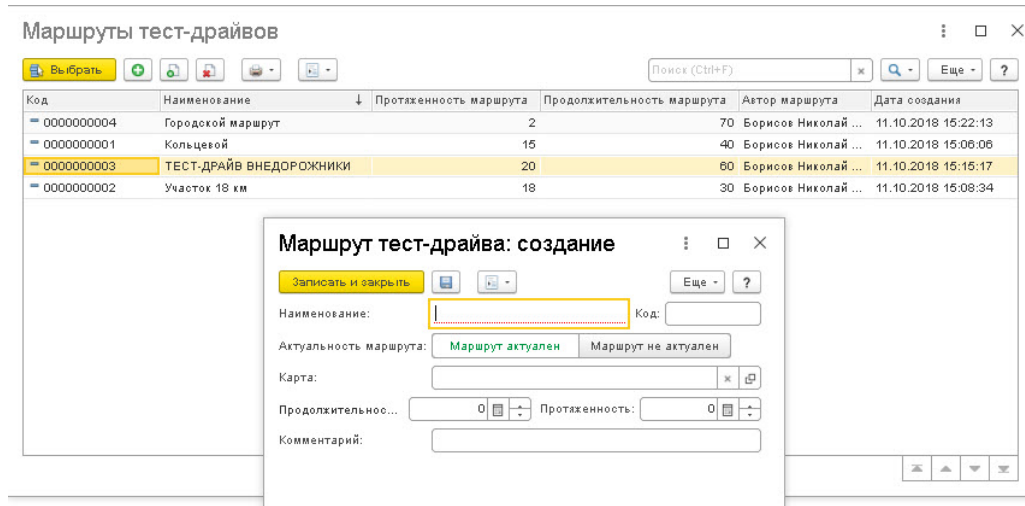 Маршруты тест-драйвов
Выбрать Поиск (Ctrl+F) × Еще ?
Код Наименование ↓ Протяженность маршрута Продолжительность маршрута Автор маршрута Дата создания
0000000004 Городской маршрут 2 70 Борисов Николай ... 11.10.2018 15:22:13
0000000001 Кольцевой 15 40 Борисов Николай ... 11.10.2018 15:06:06
0000000003 ТЕСТ-ДРАЙВ ВНЕДОРОЖНИКИ 20 60 Борисов Николай ... 11.10.2018 15:15:17
0000000002 Участок 18 км 18 30 Борисов Николай ... 11.10.2018 15:08:34
Маршрут тест-драйва: создание
Записать и закрыть Еще ?
Наименование: Код:
Актуальность маршрута: Маршрут актуален Маршрут не актуален
Карта: ×
Продолжительнос... 0 Протяженность: 0
Комментарий: